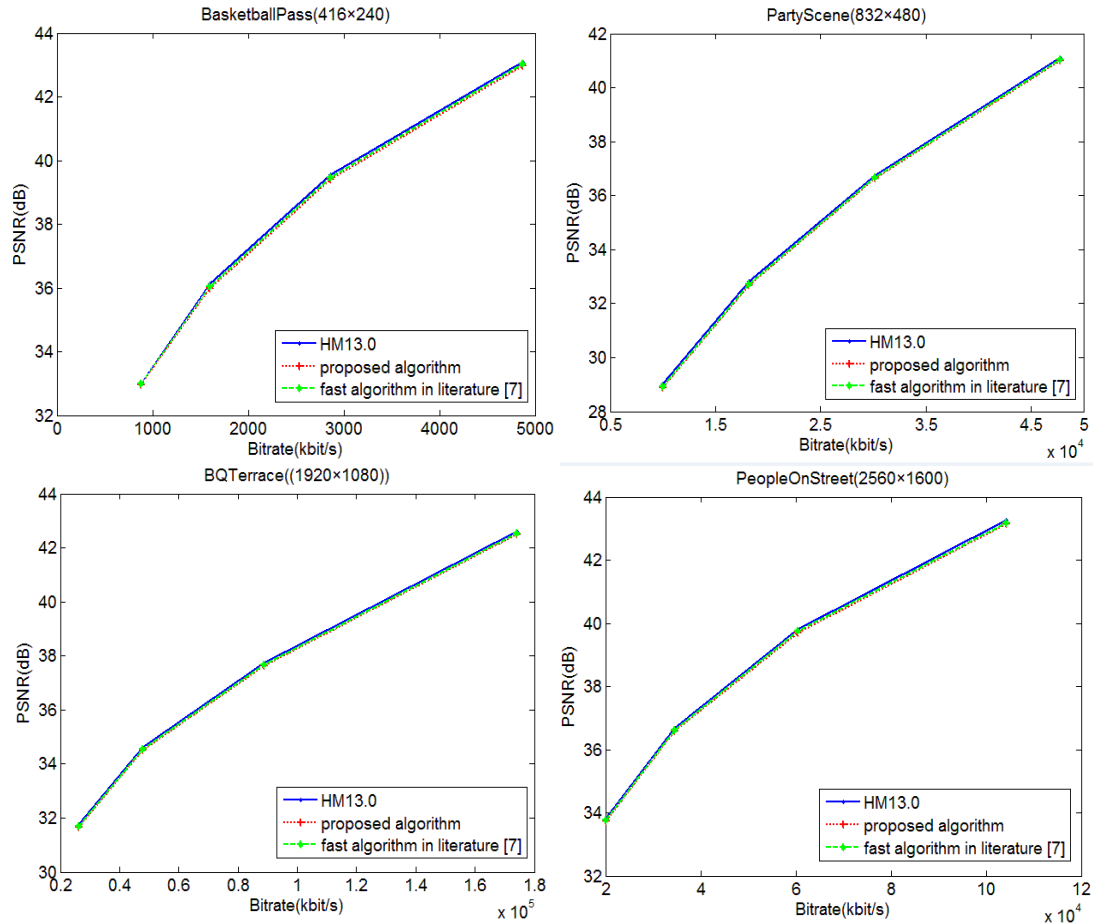 BasketballPass(416×240)
44
42
40
38
36
34
32
PSNR(dB)
HM13.0
proposed algorithm
fast algorithm in literature [7]
0 1000 2000 3000 4000 5000
Bitrate(kbit/s)
PartyScene(832×480)
42
40
38
36
34
32
30
28
PSNR(dB)
HM13.0
proposed algorithm
fast algorithm in literature [7]
0.5 1.5 2.5 3.5 4.5 5
Bitrate(kbit/s)
x 10^4
BQTerrace((1920×1080))
44
42
40
38
36
34
32
30
PSNR(dB)
HM13.0
proposed algorithm
fast algorithm in literature [7]
0.2 0.4 0.6 0.8 1 1.2 1.4 1.6 1.8
Bitrate(kbit/s)
x 10^5
PeopleOnStreet(2560×1600)
44
42
40
38
36
34
32
PSNR(dB)
HM13.0
proposed algorithm
fast algorithm in literature [7]
20 4 6 8 10 12
Bitrate(kbit/s)
x 10^4